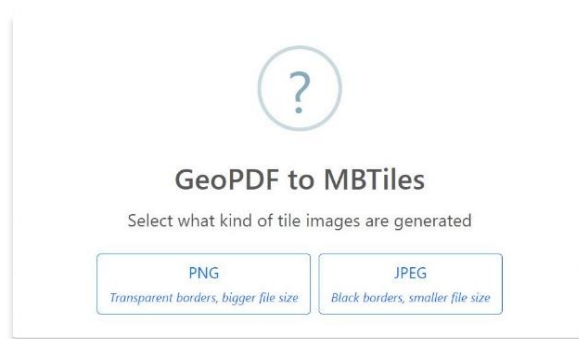 ?
GeoPDF to MBTiles
Select what kind of tile images are generated
PNG
Transparent borders, bigger file size
JPEG
Black borders, smaller file size